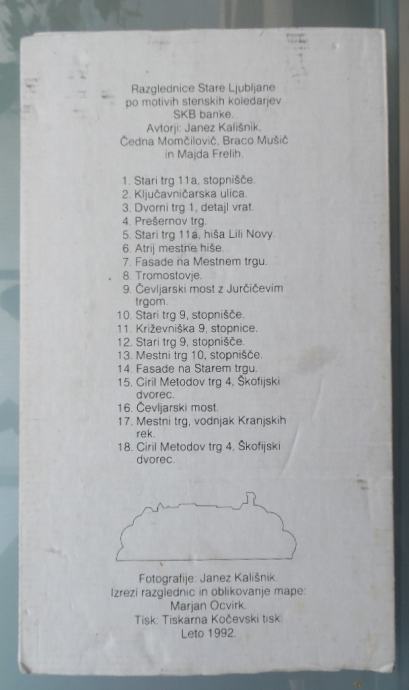 Razglednice Stare Ljubljane
po motivih stenskih koledarjev
SKB banke.
Avtorji: Janez Kališnik,
Čedna Momčilovič, Braco Mušič
in Majda Frelih.
1. Stari trg 11a, stopnišče.
2. Ključavničarska ulica.
3. Dvorni trg 1, detajl vrat.
4. Prešernov trg.
5. Stari trg 11a, hiša Lili Novy.
6. Atrij mestne hiše.
7. Fasade na Mestnem trgu.
8. Tromostovje.
9. Čevljarski most z Jurčičevim
trgom.
10. Stari trg 9, stopnišče.
11. Križevniška 9, stopnice.
12. Stari trg 9, stopnišče.
13. Mestni trg 10, stopnišče.
14. Fasade na Starem trgu.
15. Ciril Metodov trg 4, Škofijski
dvorec.
16. Čevljarski most.
17. Mestni trg, vodnjak Kranjskih
rek.
18. Ciril Metodov trg 4, Škofijski
dvorec.
Fotografije: Janez Kališnik.
Izrezi razglednic in oblikovanje mape:
Marjan Ocvirk.
Tisk: Tiskarna Kočevski tisk.
Leto 1992.